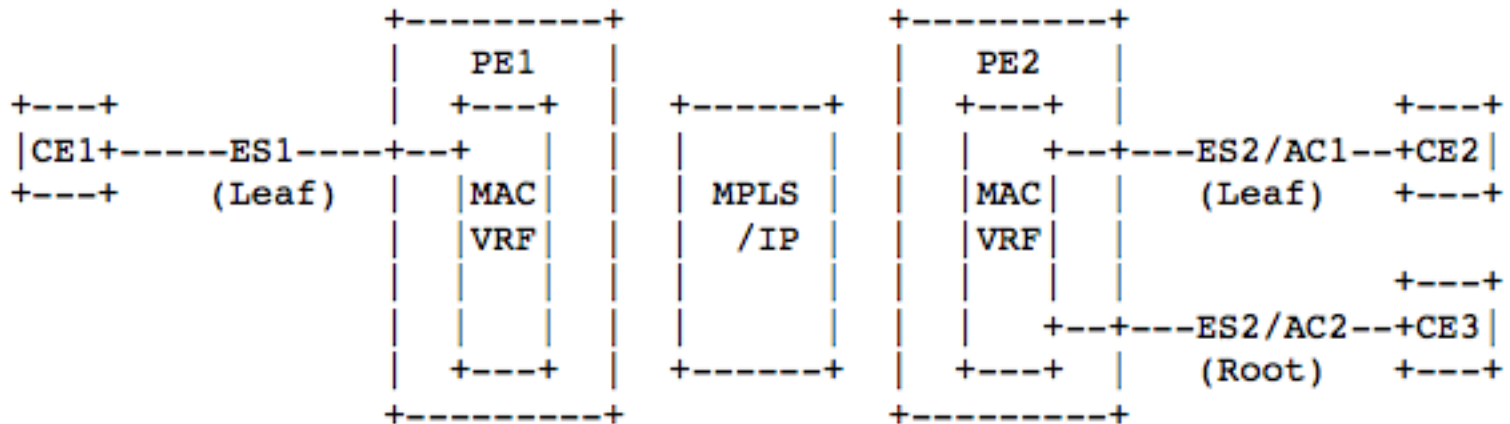 PE1 PE2
CE1 ES1 ES2/AC1 CE2
(Leaf) MAC MPLS MAC (Leaf)
VRF /IP VRF
ES2/AC2 CE3
(Root)